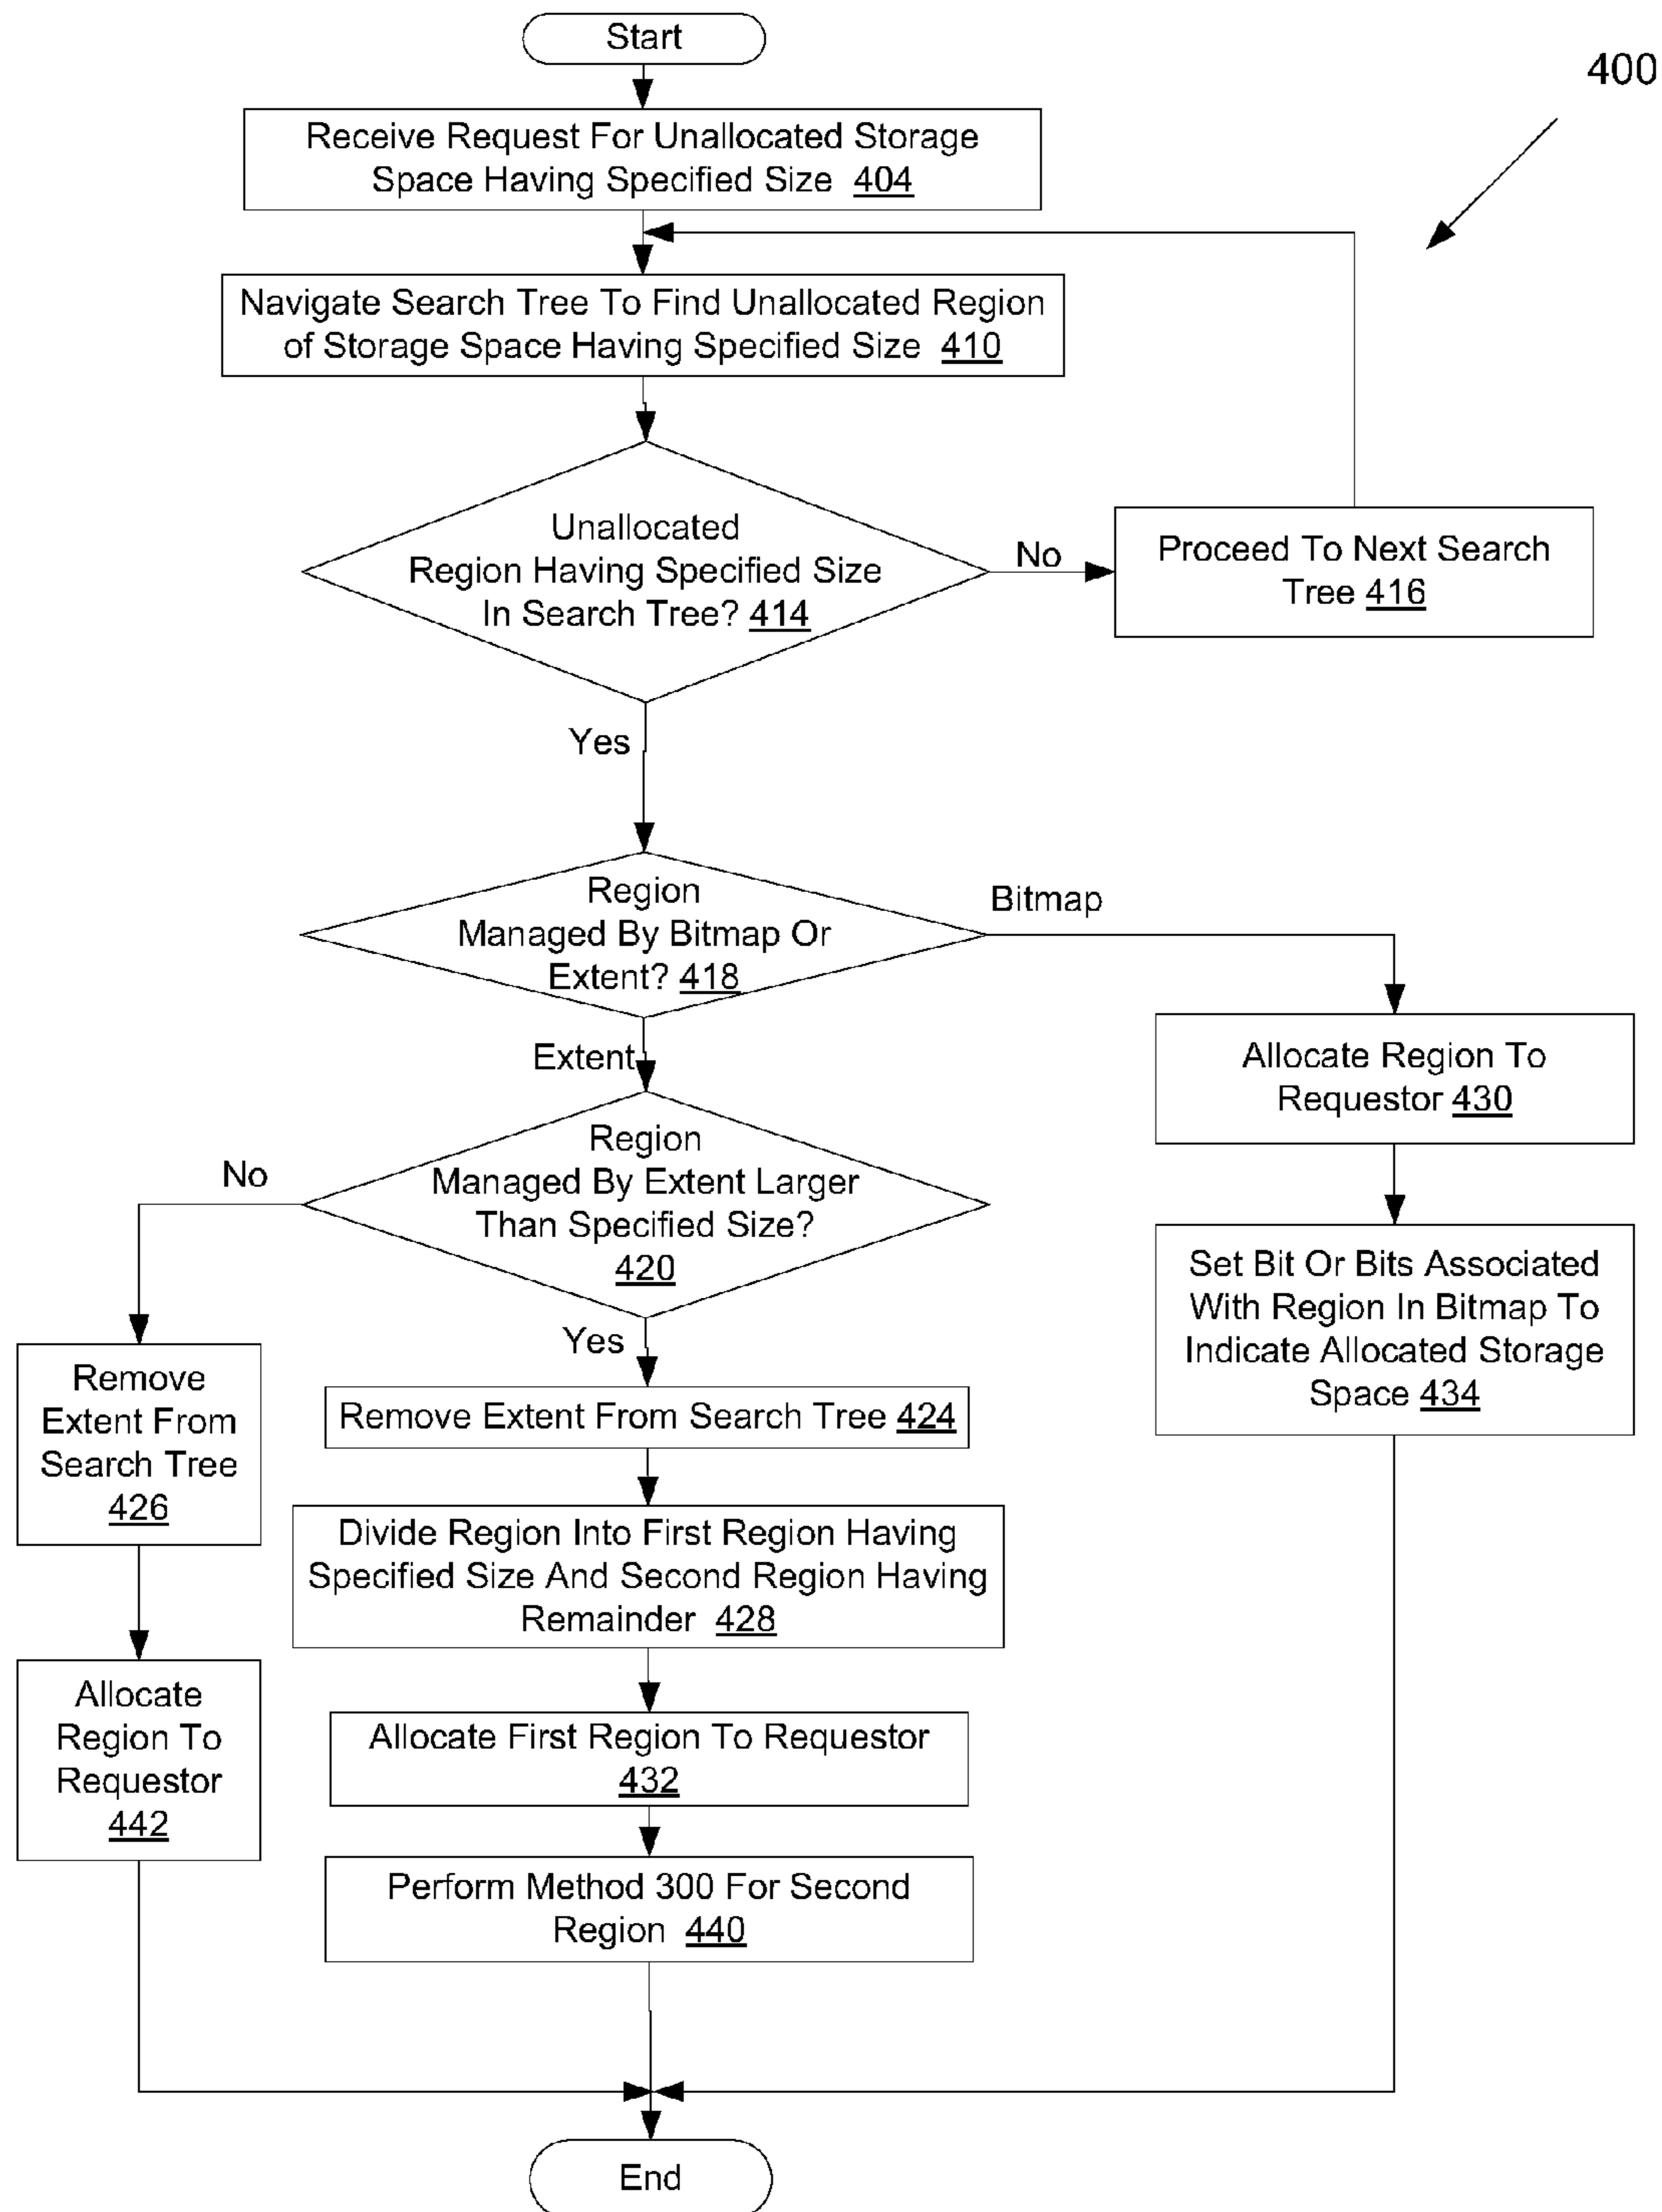 Start
400
Receive Request For Unallocated Storage
Space Having Specified Size 404
Navigate Search Tree To Find Unallocated Region
of Storage Space Having Specified Size 410
Unallocated
Region Having Specified Size
In Search Tree? 414
No
Proceed To Next Search
Tree 416
Yes
Region
Managed By Bitmap Or
Extent? 418
Bitmap
Extent
Allocate Region To
Requestor 430
Region
Managed By Extent Larger
Than Specified Size?
420
No
Yes
Set Bit Or Bits Associated
With Region In Bitmap To
Indicate Allocated Storage
Space 434
Remove
Extent From
Search Tree
426
Remove Extent From Search Tree 424
Divide Region Into First Region Having
Specified Size And Second Region Having
Remainder 428
Allocate
Region To
Requestor
442
Allocate First Region To Requestor
432
Perform Method 300 For Second
Region 440
End